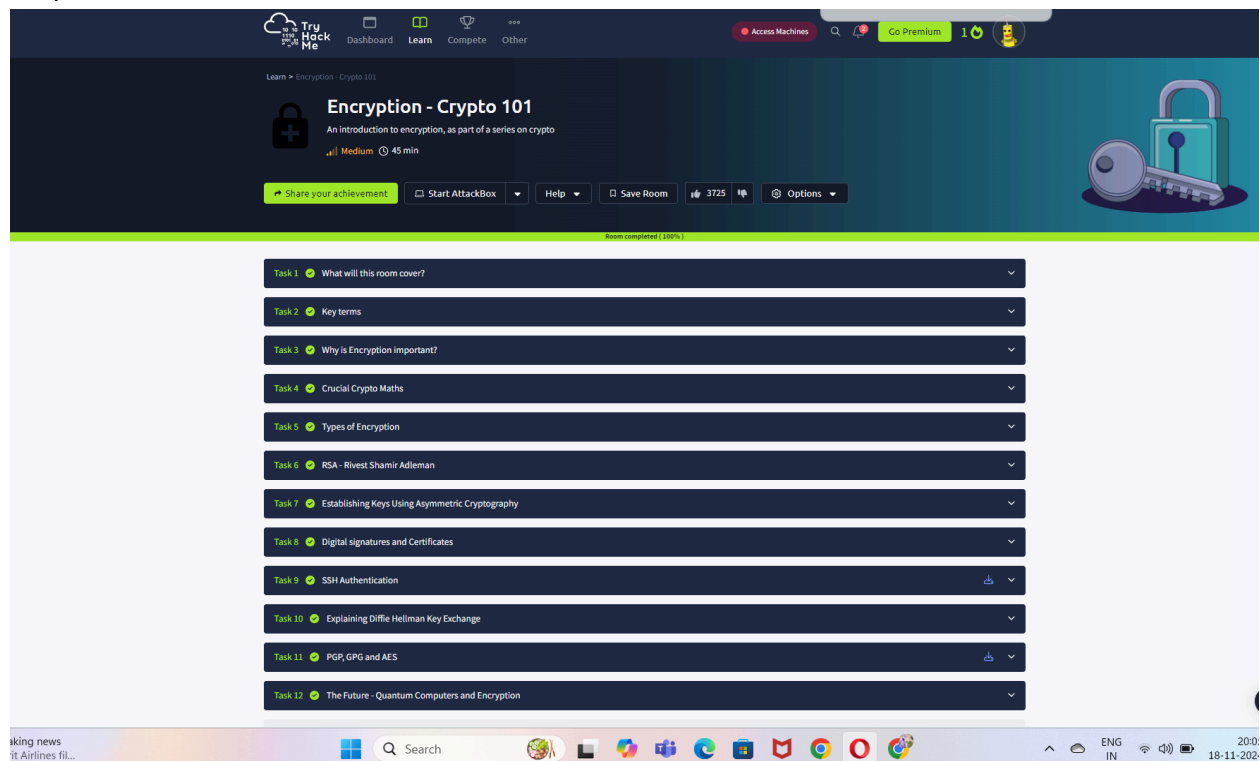 Try
Hack
Me
Dashboard
Learn
Compete
Other
Access Machines
2
Go Premium
1
Learn > Encryption - Crypto 101
Encryption - Crypto 101
An introduction to encryption, as part of a series on crypto
Medium 45 min
Share your achievement
Start AttackBox
Help
Save Room
3725
Options
Room completed ( 100% )
Task 1 What will this room cover?
Task 2 Key terms
Task 3 Why is Encryption important?
Task 4 Crucial Crypto Maths
Task 5 Types of Encryption
Task 6 RSA - Rivest Shamir Adleman
Task 7 Establishing Keys Using Asymmetric Cryptography
Task 8 Digital signatures and Certificates
Task 9 SSH Authentication
Task 10 Explaining Diffie Hellman Key Exchange
Task 11 PGP, GPG and AES
Task 12 The Future - Quantum Computers and Encryption
aking news
it Airlines fil...
Search
ENG
IN
20:0
18-11-202